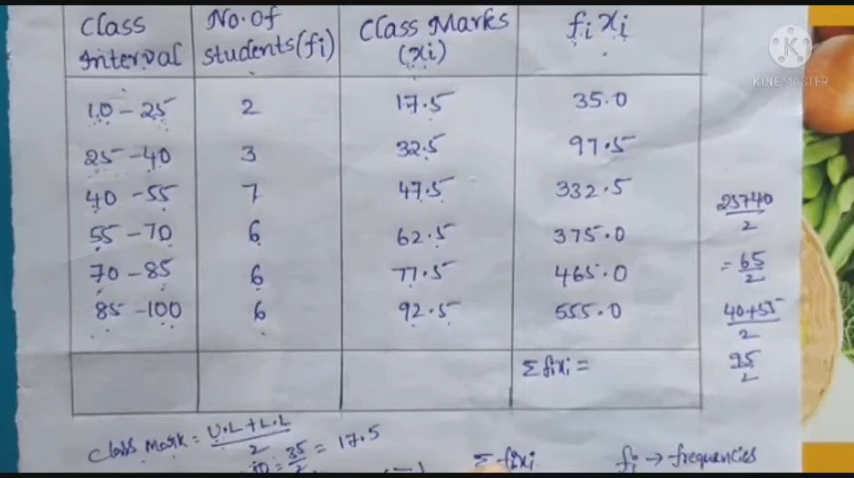 Class Interval | No. of students (fi) | Class Marks (xi) | fi xi
10 - 25 | 2 | 17.5 | 35.0
25 - 40 | 3 | 32.5 | 97.5
40 - 55 | 7 | 47.5 | 332.5
55 - 70 | 6 | 62.5 | 375.0
70 - 85 | 6 | 77.5 | 465.0
85 - 100 | 6 | 92.5 | 555.0
Σ fixi =
25+40
2
= 65
2
40+55
2
95
2
Class Mark = U.L + L.L
2
= 35/2 = 17.5
Σ fixi
fi → frequencies
K
KINEMASTER